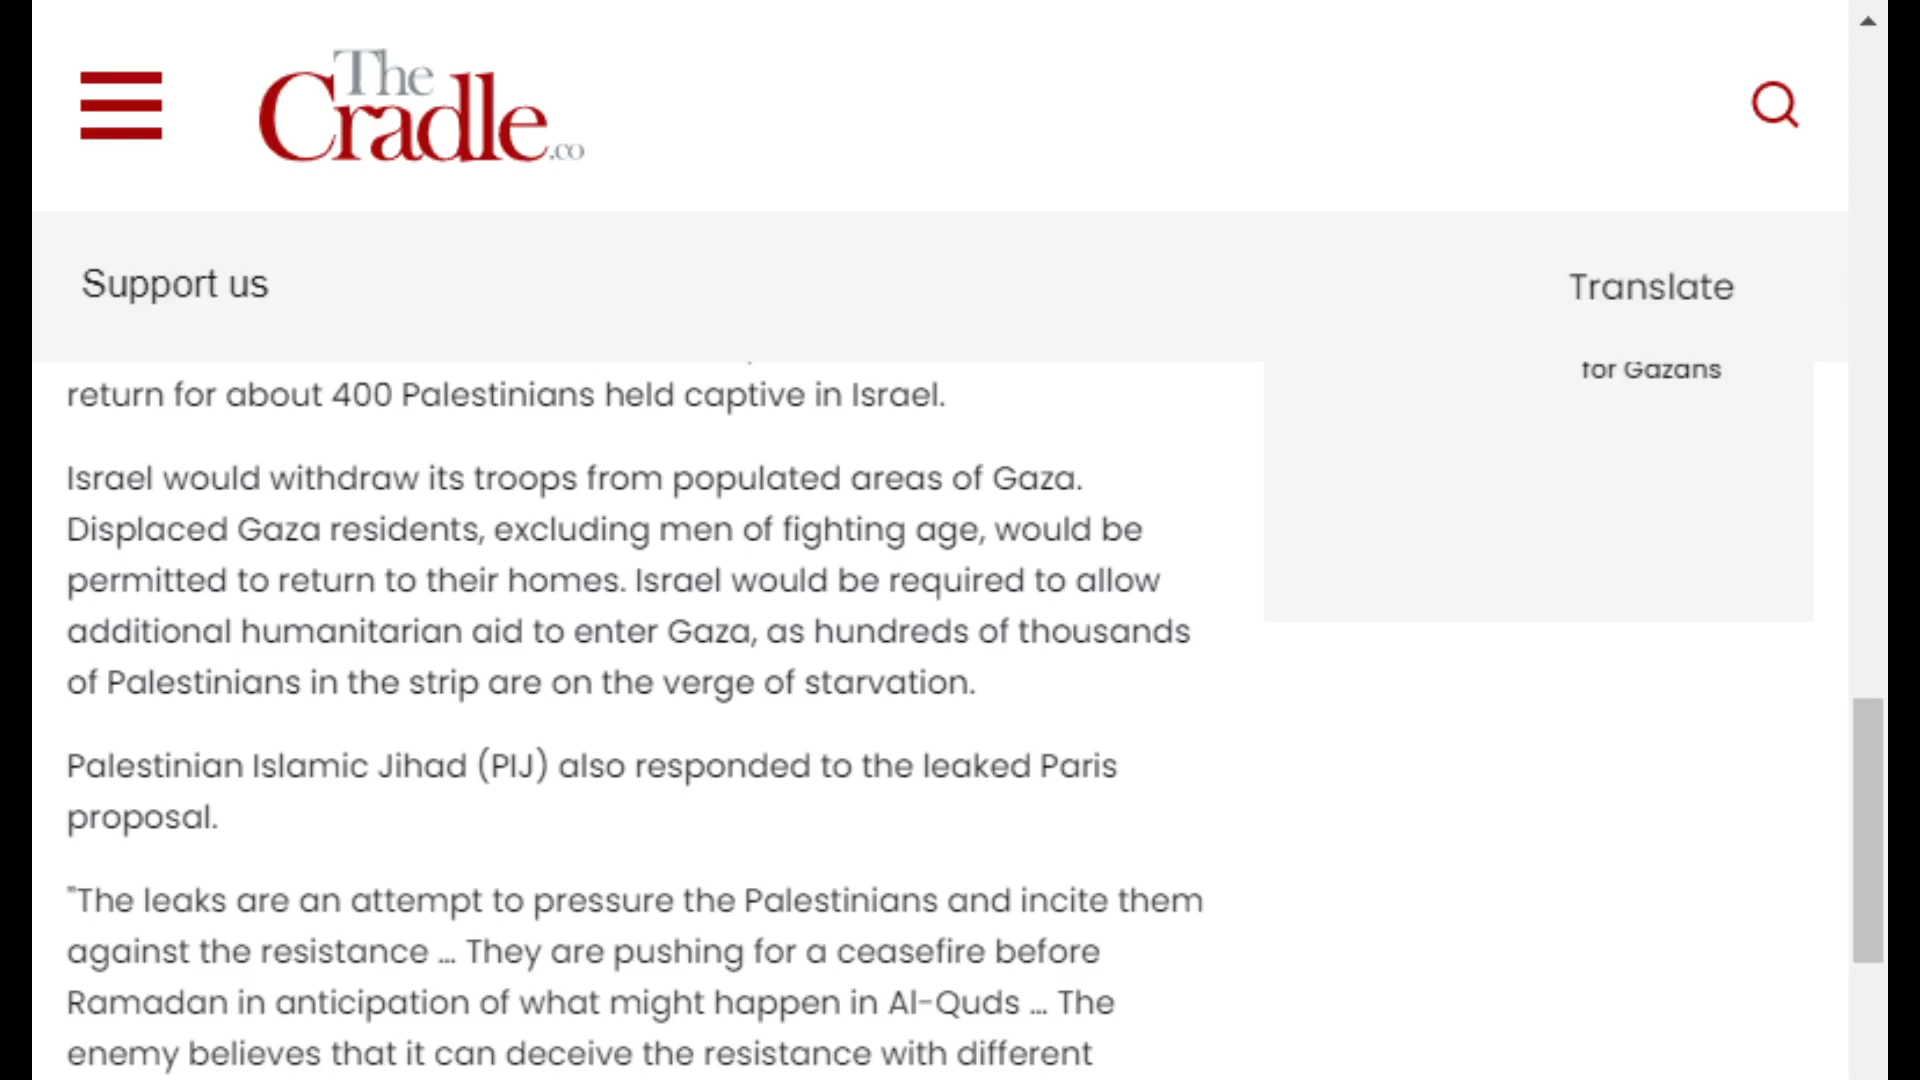 The
Cradle.co
Support us
Translate
for Gazans
return for about 400 Palestinians held captive in Israel.
Israel would withdraw its troops from populated areas of Gaza.
Displaced Gaza residents, excluding men of fighting age, would be
permitted to return to their homes. Israel would be required to allow
additional humanitarian aid to enter Gaza, as hundreds of thousands
of Palestinians in the strip are on the verge of starvation.
Palestinian Islamic Jihad (PIJ) also responded to the leaked Paris
proposal.
"The leaks are an attempt to pressure the Palestinians and incite them
against the resistance … They are pushing for a ceasefire before
Ramadan in anticipation of what might happen in Al-Quds … The
enemy believes that it can deceive the resistance with different